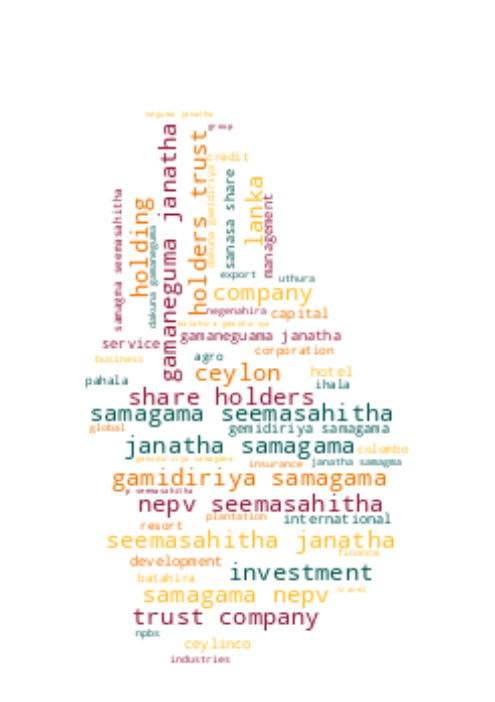 neguma janatha
group
gamaneguma janatha
holders trust
credit
dakuna gamidiriya
sanasa share
lanka
management
samagma seemasahitha
holding
dakuna gamaneguma
export
uthura
company
negenahira
capital
batahira gamidiriya
gamaneguama janatha
service
corporation
business
agro
ceylon
hotel
pahala
ihala
share holders
samagama seemasahitha
global
gemidiriya samagama
janatha samagama
colombo
gamidiriya samagama
insurance
janatha samagma
gamidiriya samagama
p seemasahitha
nepv seemasahitha
plantation
international
resort
seemasahitha janatha
finance
development
investment
batahira
samagama nepv
travel
trust company
npbs
ceylinco
industries